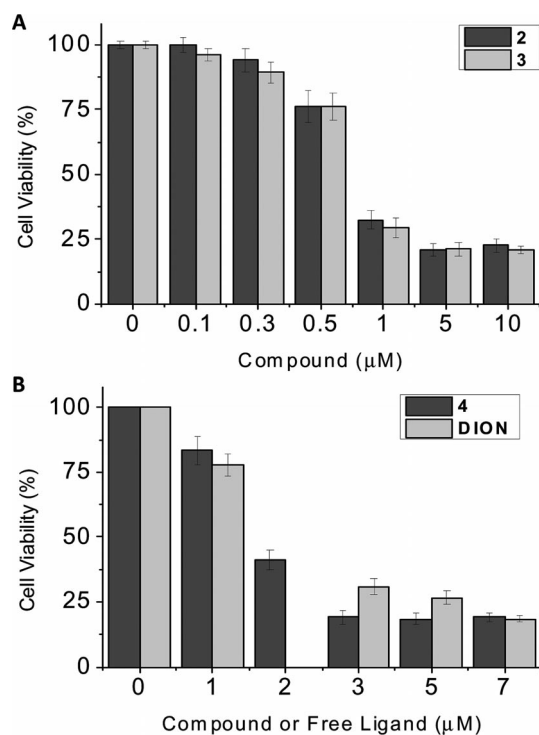 A
100
75
50
25
0
Cell Viability (%)
2
3
0 0.1 0.3 0.5 1 5 10
Compound (μM)
B
100
75
50
25
0
Cell Viability (%)
4
DION
0 1 2 3 5 7
Compound or Free Ligand (μM)